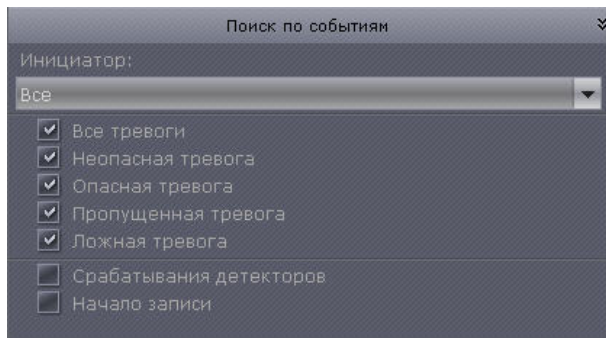 Поиск по событиям
Инициатор:
Все
Все тревоги
Неопасная тревога
Опасная тревога
Пропущенная тревога
Ложная тревога
Срабатывания детекторов
Начало записи